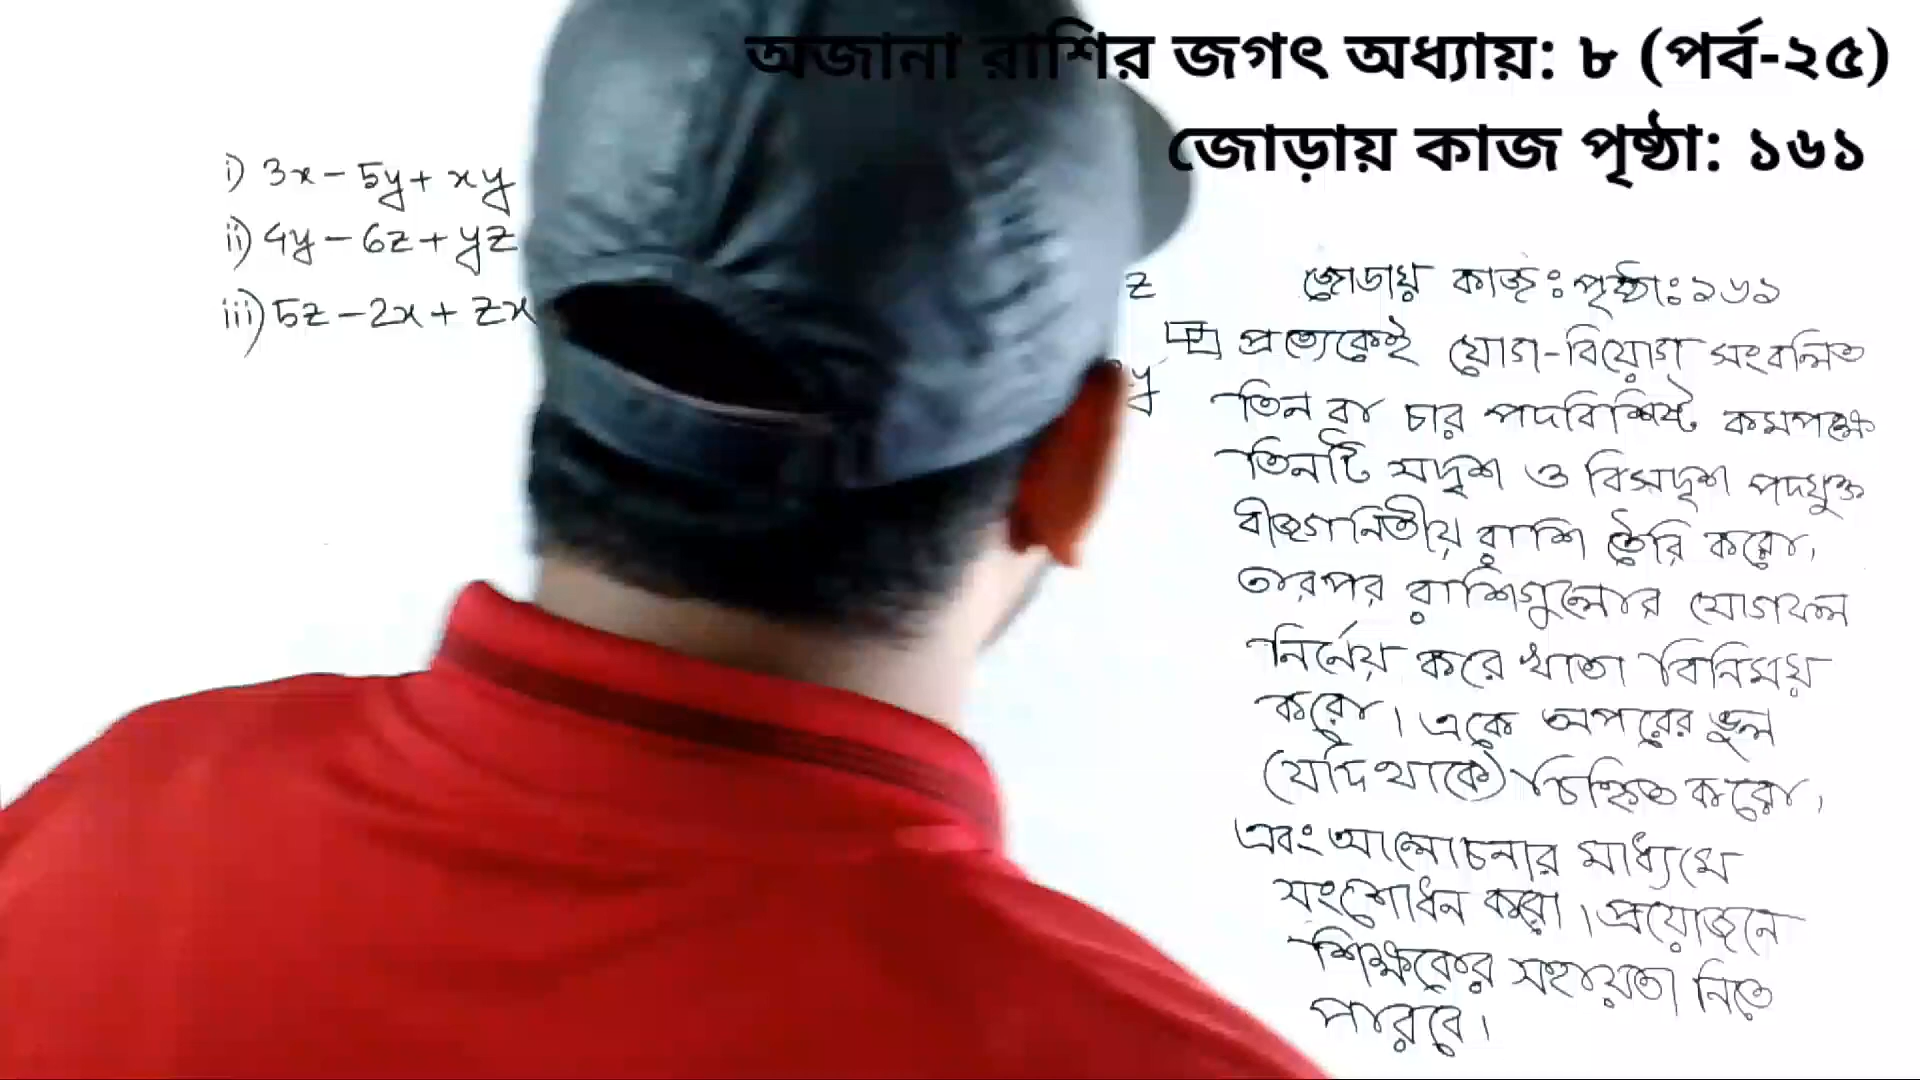 অজানা রাশির জগৎ অধ্যায়: ৮ (পর্ব-২৫)
জোড়ায় কাজ পৃষ্ঠা: ১৬১
i) 3x - 5y + xy
ii) 4y - 6z + yz
iii) 5z - 2x + zx
z
y
জোড়ায় কাজ: পৃষ্ঠা: ১৬১
প্রত্যেকেই যোগ-বিয়োগ সংবলিত
তিন বা চার পদবিশিষ্ট কমপক্ষে
তিনটি সদৃশ ও বিসদৃশ পদযুক্ত
বীজগনিতীয় রাশি তৈরি করো,
তারপর রাশিগুলোর যোগফল
নির্নেয় করে খাতা বিনিময়
করো। একে অপরের ভুল
(যদি থাকে) চিহ্নিত করো,
এবং আলোচনার মাধ্যমে
সংশোধন করো। প্রয়োজনে
শিক্ষকের সহায়তা নিতে
পারবে।